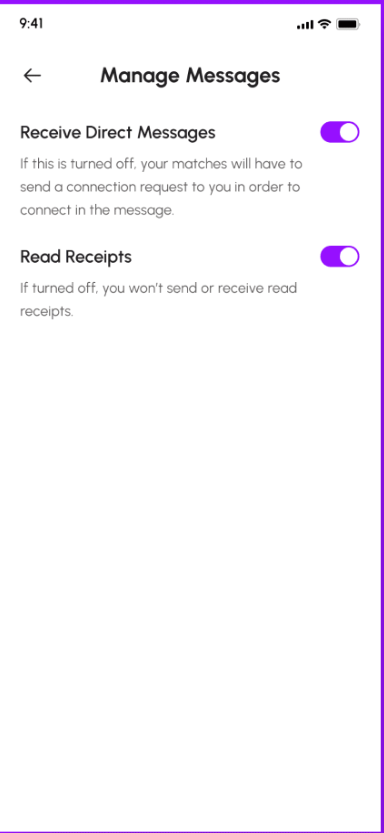 9:41
Manage Messages
Receive Direct Messages
If this is turned off, your matches will have to
send a connection request to you in order to
connect in the message.
Read Receipts
If turned off, you won't send or receive read
receipts.